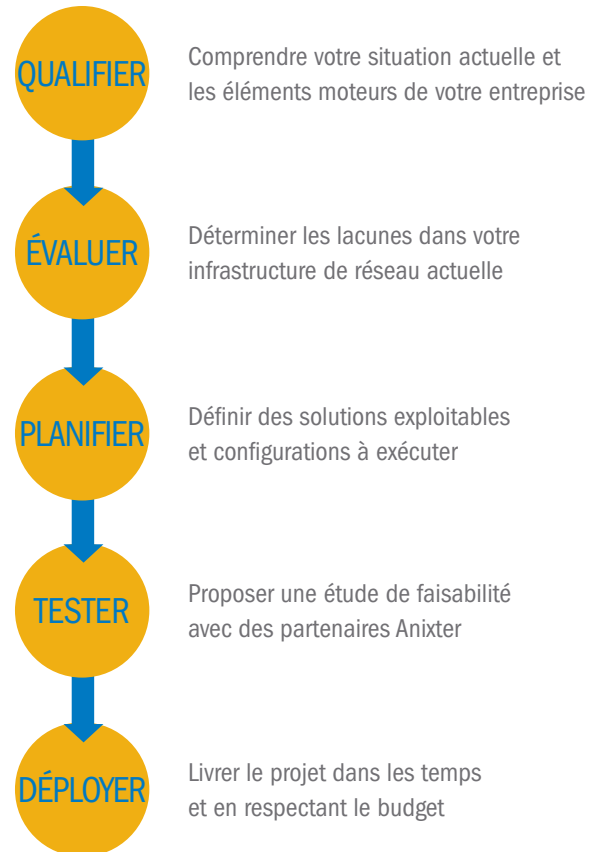 QUALIFIER
Comprendre votre situation actuelle et
les éléments moteurs de votre entreprise
ÉVALUER
Déterminer les lacunes dans votre
infrastructure de réseau actuelle
PLANIFIER
Définir des solutions exploitables
et configurations à exécuter
TESTER
Proposer une étude de faisabilité
avec des partenaires Anixter
DÉPLOYER
Livrer le projet dans les temps
et en respectant le budget